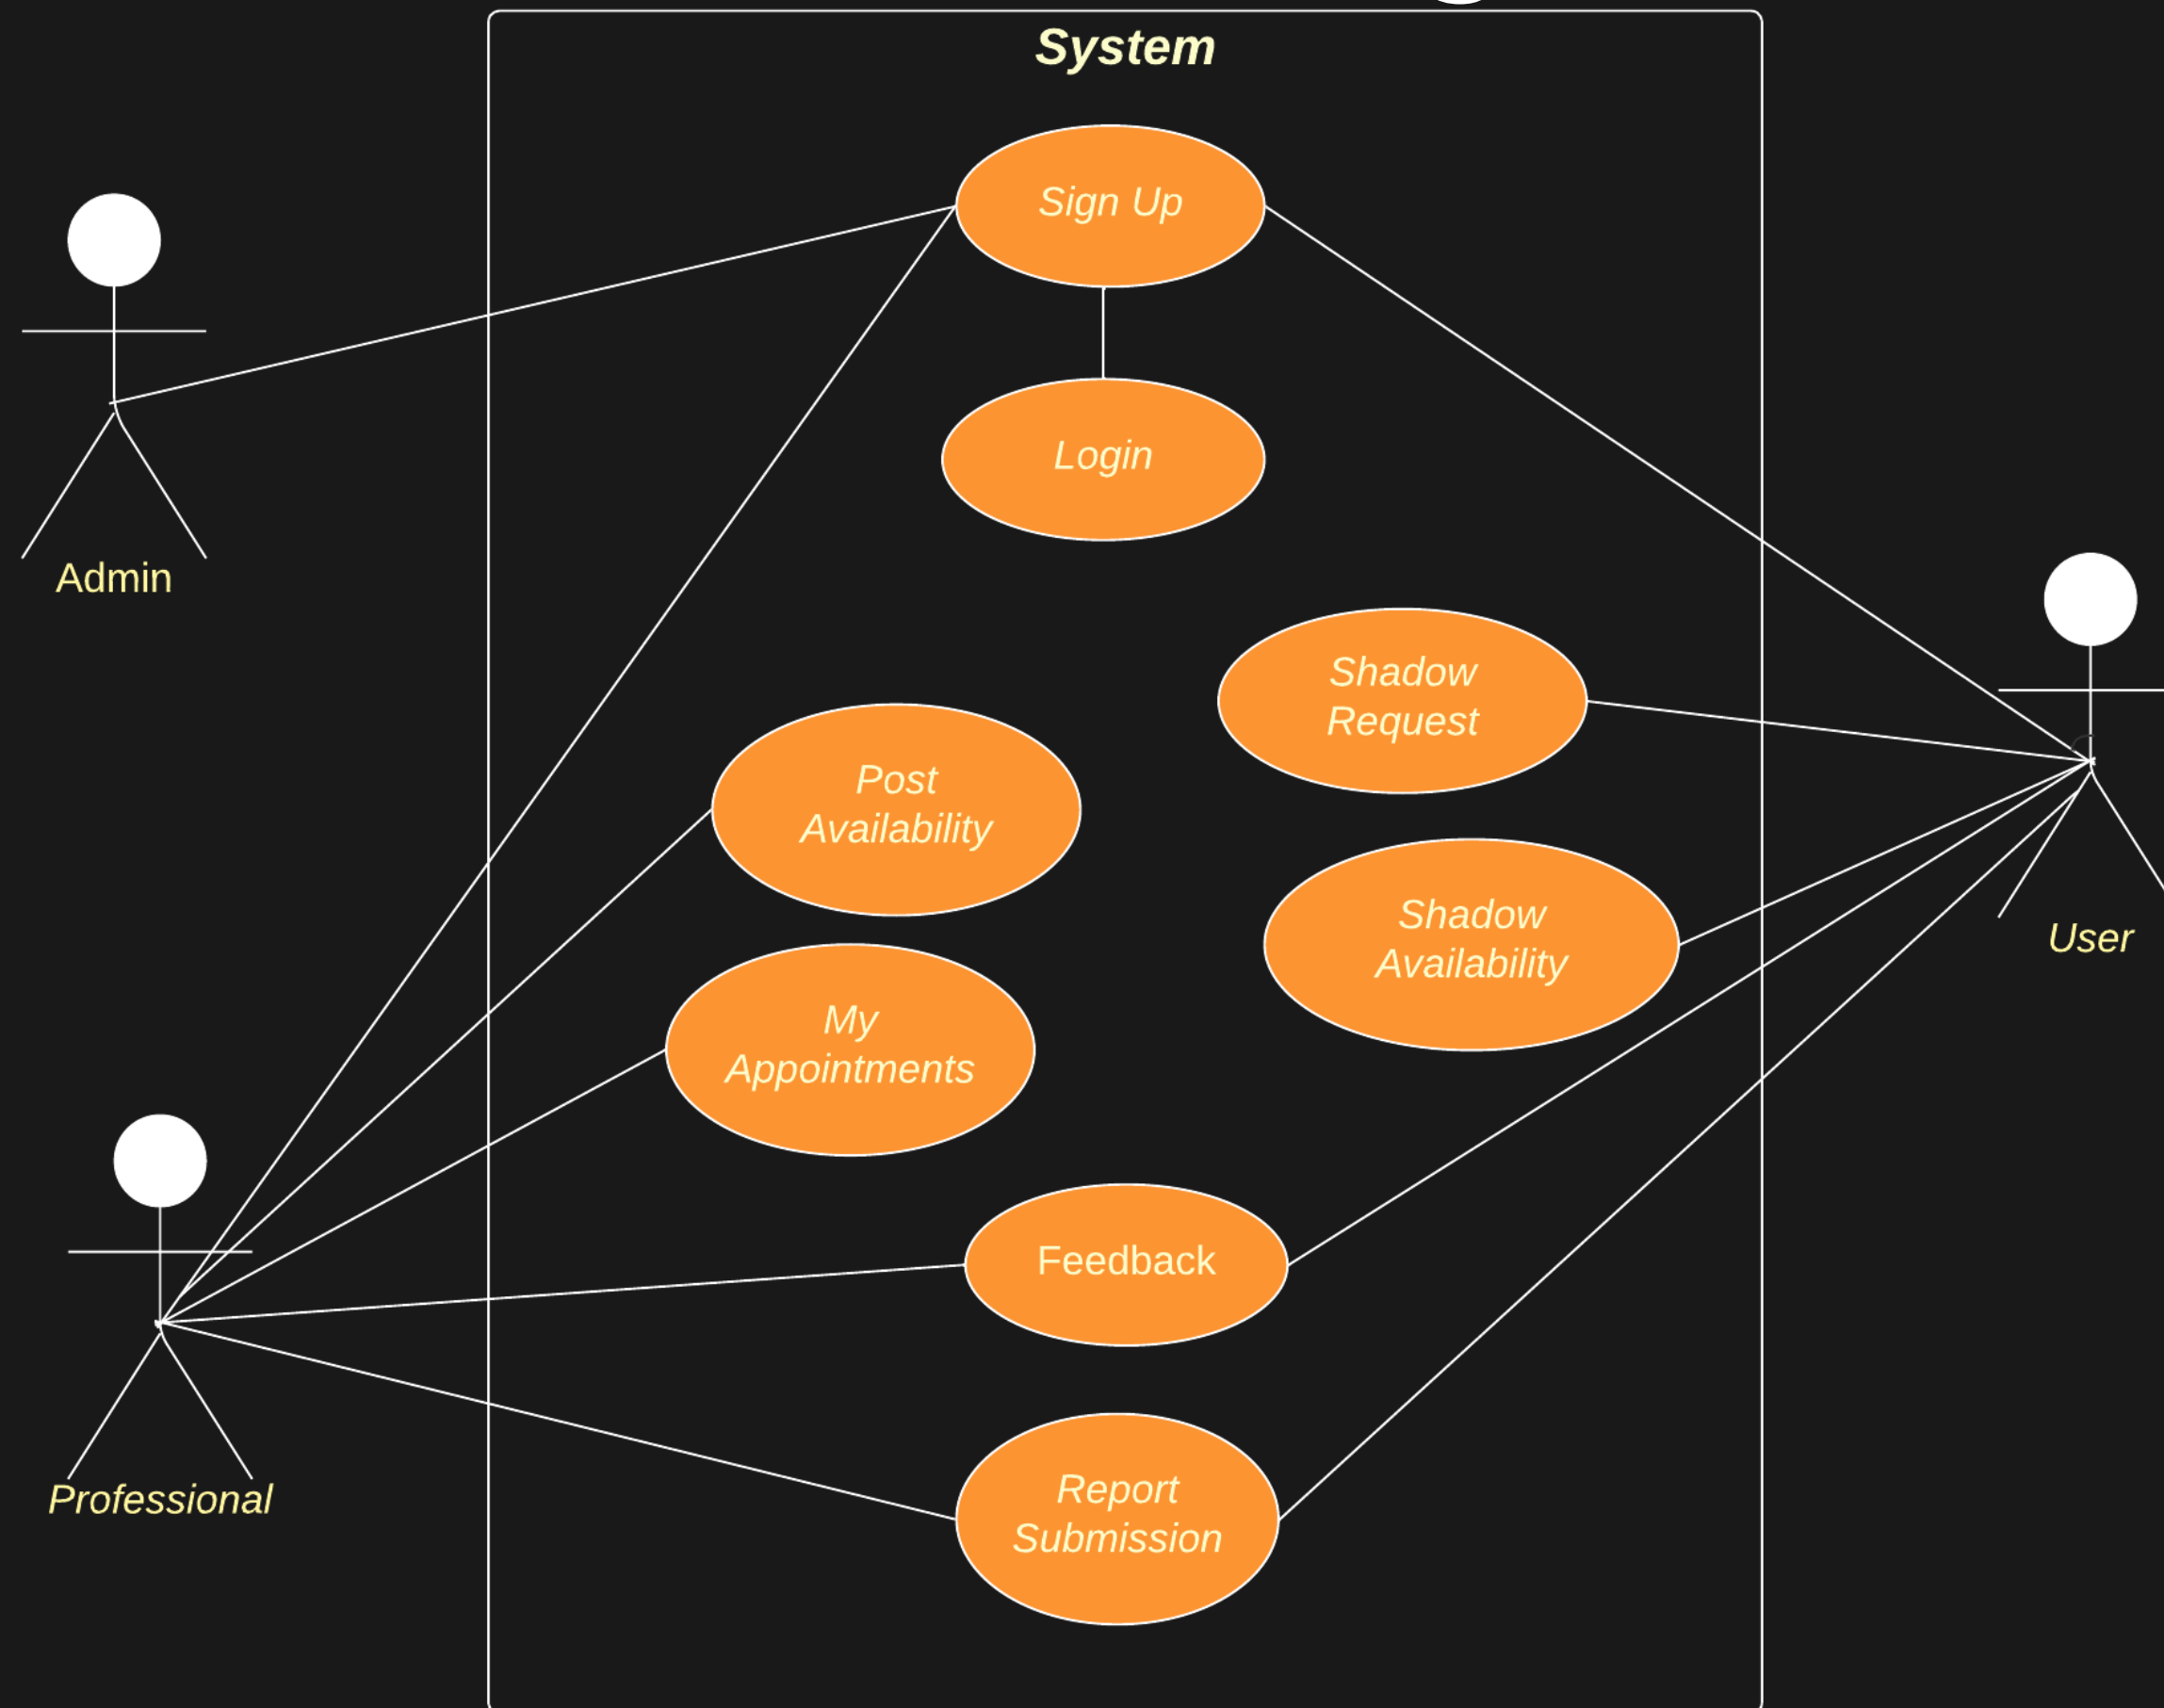 System
Sign Up
Login
Admin
Shadow
Request
Post
Availability
Shadow
Availability
User
My
Appointments
Feedback
Professional
Report
Submission